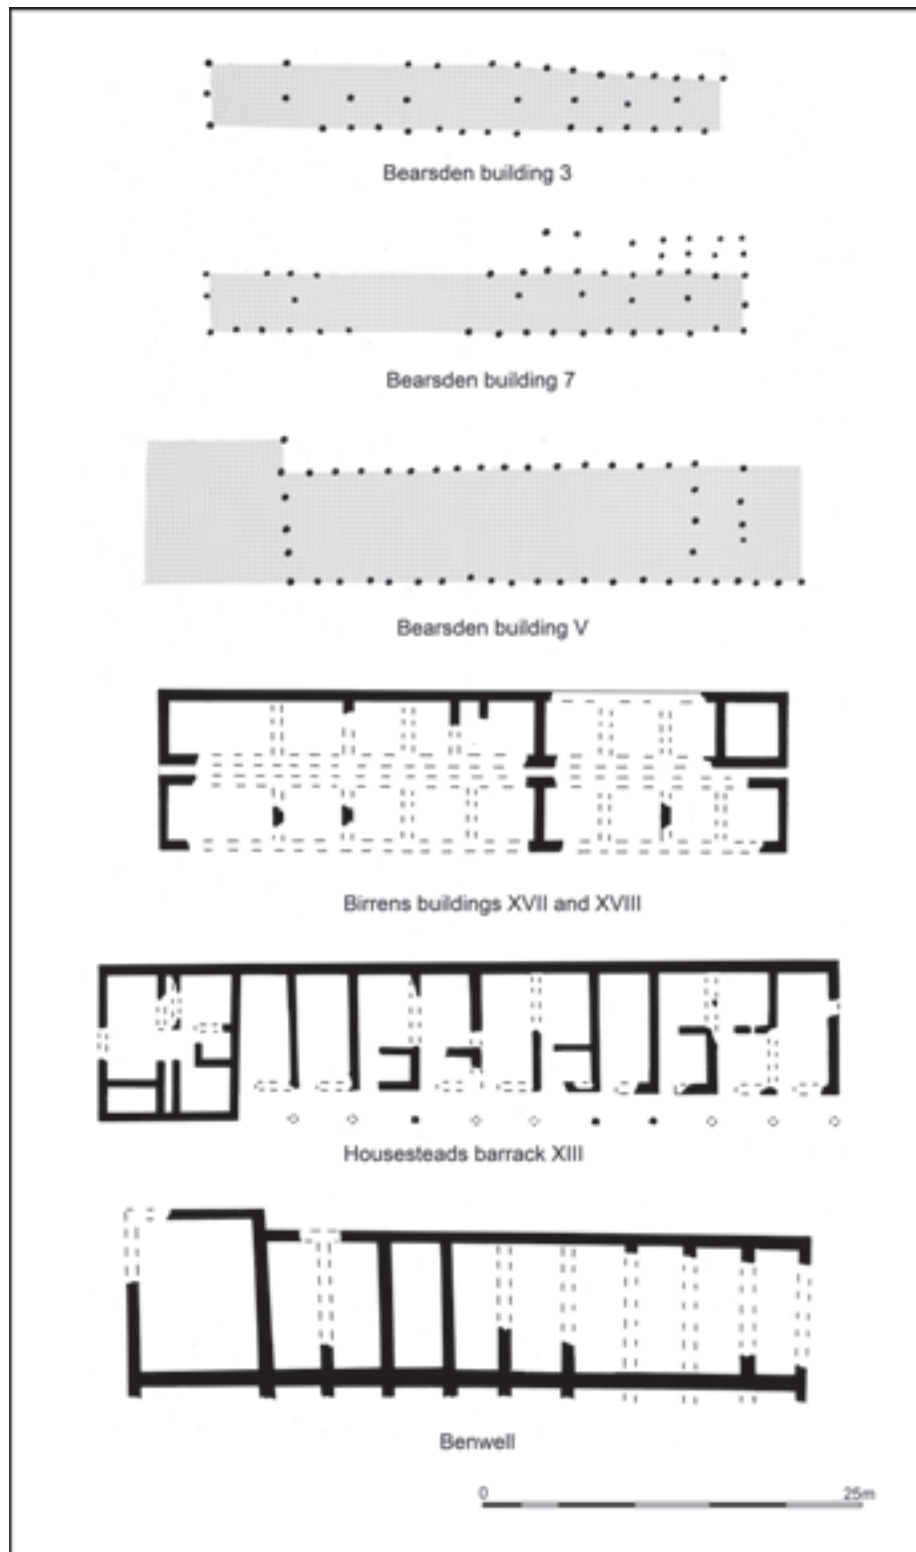 Bearsden building 3
Bearsden building 7
Bearsden building V
Birrens buildings XVII and XVIII
Housesteads barrack XIII
Benwell
0 25m